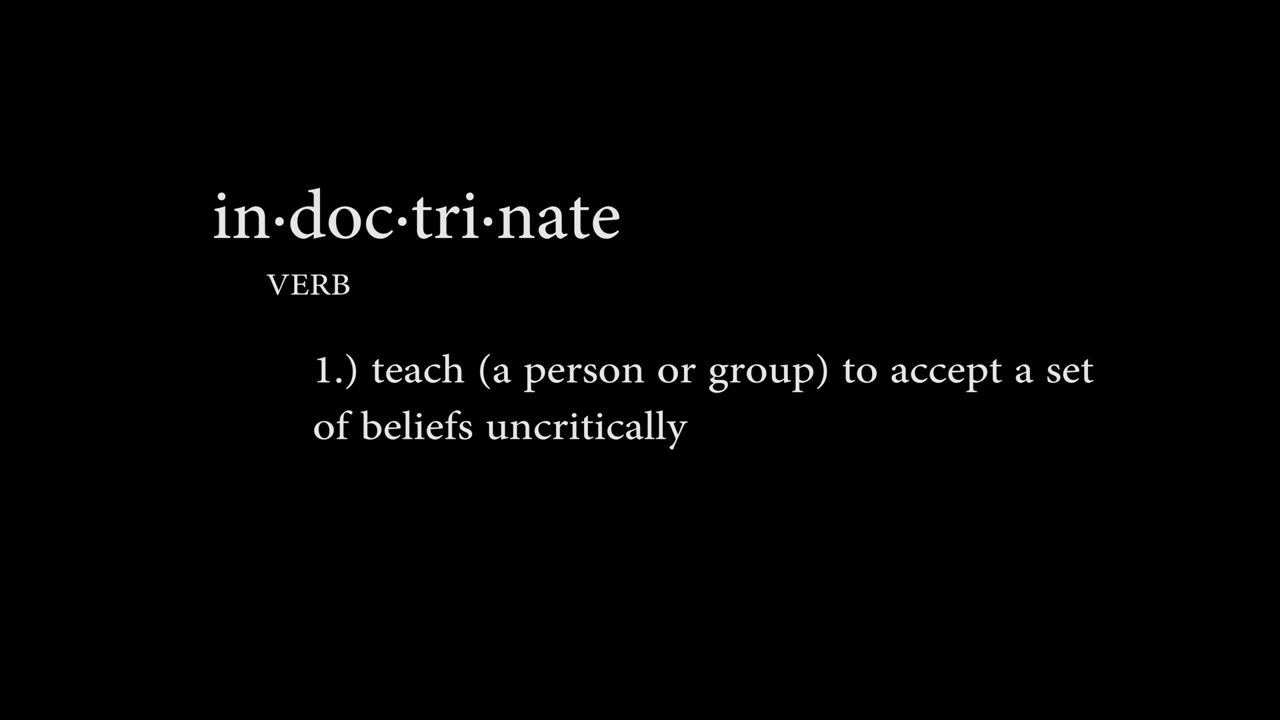 in·doc·tri·nate
VERB
1.) teach (a person or group) to accept a set
of beliefs uncritically